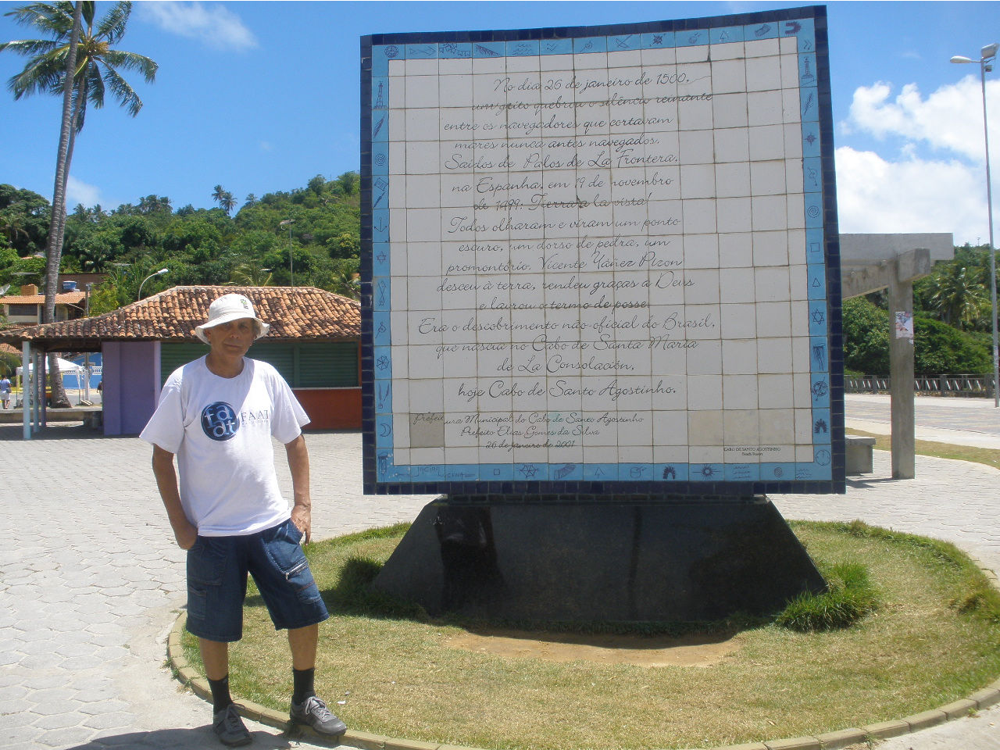 No dia 26 de janeiro de 1500.
um grito quebrou o silêncio reinante
entre os navegadores que cortavam
mares nunca antes navegados.
Saídos de Palos de La Frontera,
na Espanha, em 19 de novembro
de 1499. Tierra a la vista!
Todos olharam e viram um ponto
escuro, um dorso de pedra, um
promontório. Vicente Yáñez Pizon
desceu à terra, rendeu graças a Deus
e lavrou o termo de posse.
Era o descobrimento não-oficial do Brasil,
que nascia no Cabo de Santa Maria
de La Consolación,
hoje Cabo de Santo Agostinho.
Prefeitura Municipal do Cabo de Santo Agostinho
Prefeito Elias Gomes da Silva
26 de janeiro de 2001
CABO DE SANTO AGOSTINHO
faat
FAAT